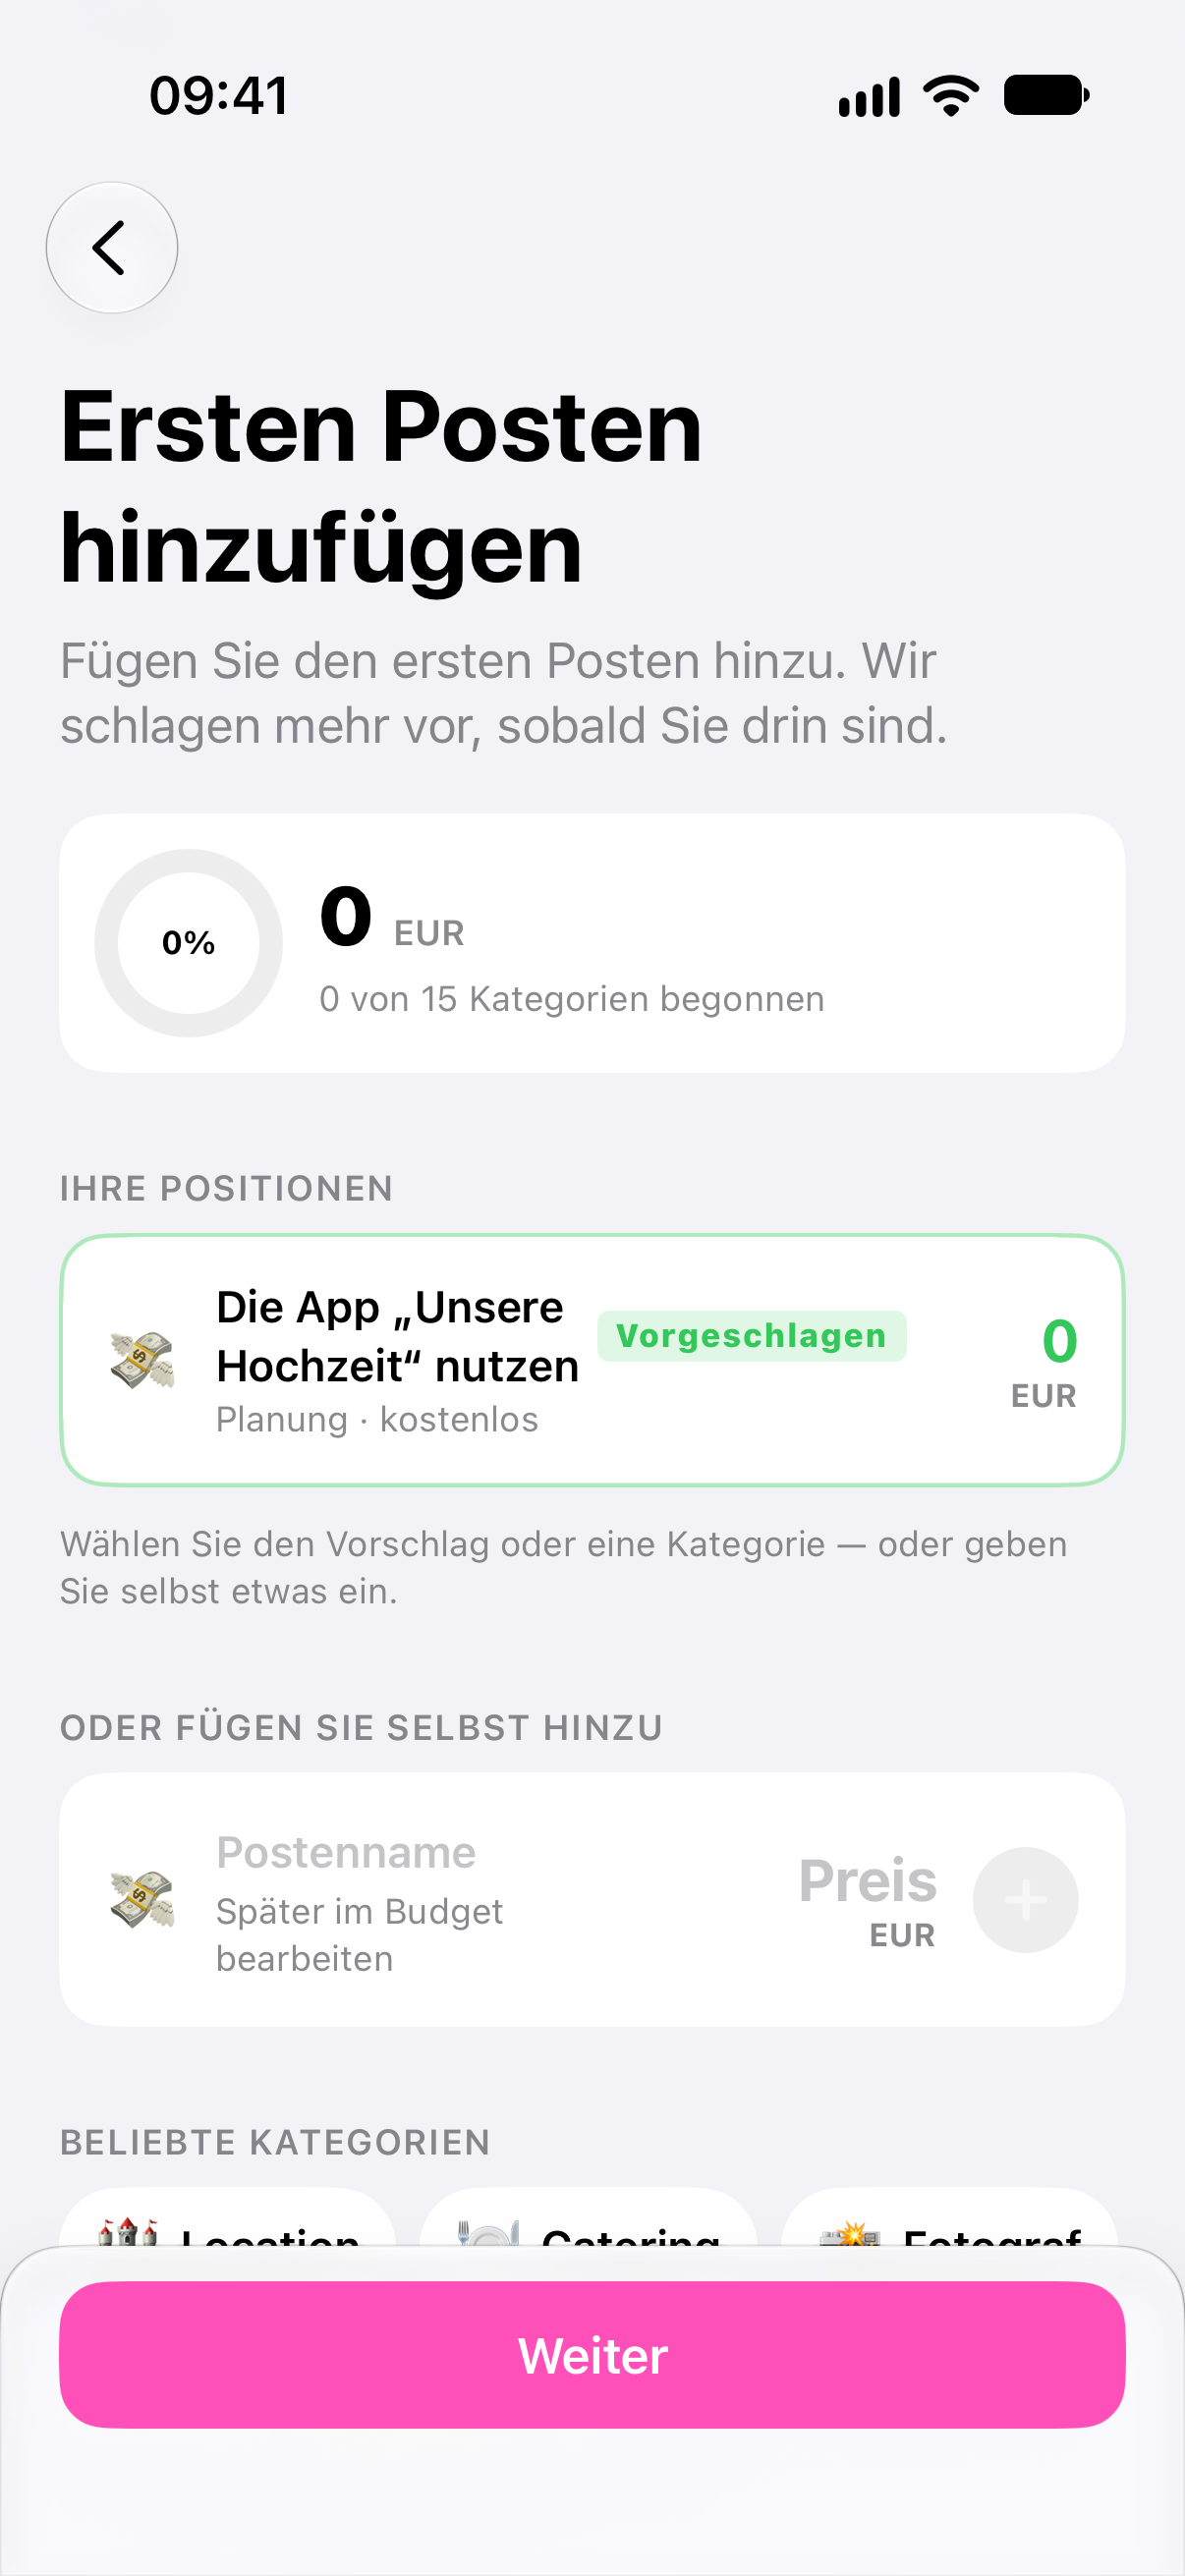 09:41
Ersten Posten
hinzufügen
Fügen Sie den ersten Posten hinzu. Wir
schlagen mehr vor, sobald Sie drin sind.
0%
0 EUR
0 von 15 Kategorien begonnen
IHRE POSITIONEN
Die App „Unsere
Hochzeit“ nutzen
Vorgeschlagen
Planung · kostenlos
0
EUR
Wählen Sie den Vorschlag oder eine Kategorie — oder geben
Sie selbst etwas ein.
ODER FÜGEN SIE SELBST HINZU
Postenname
Später im Budget
bearbeiten
Preis
EUR
BELIEBTE KATEGORIEN
Location Catering Fotograf
Weiter